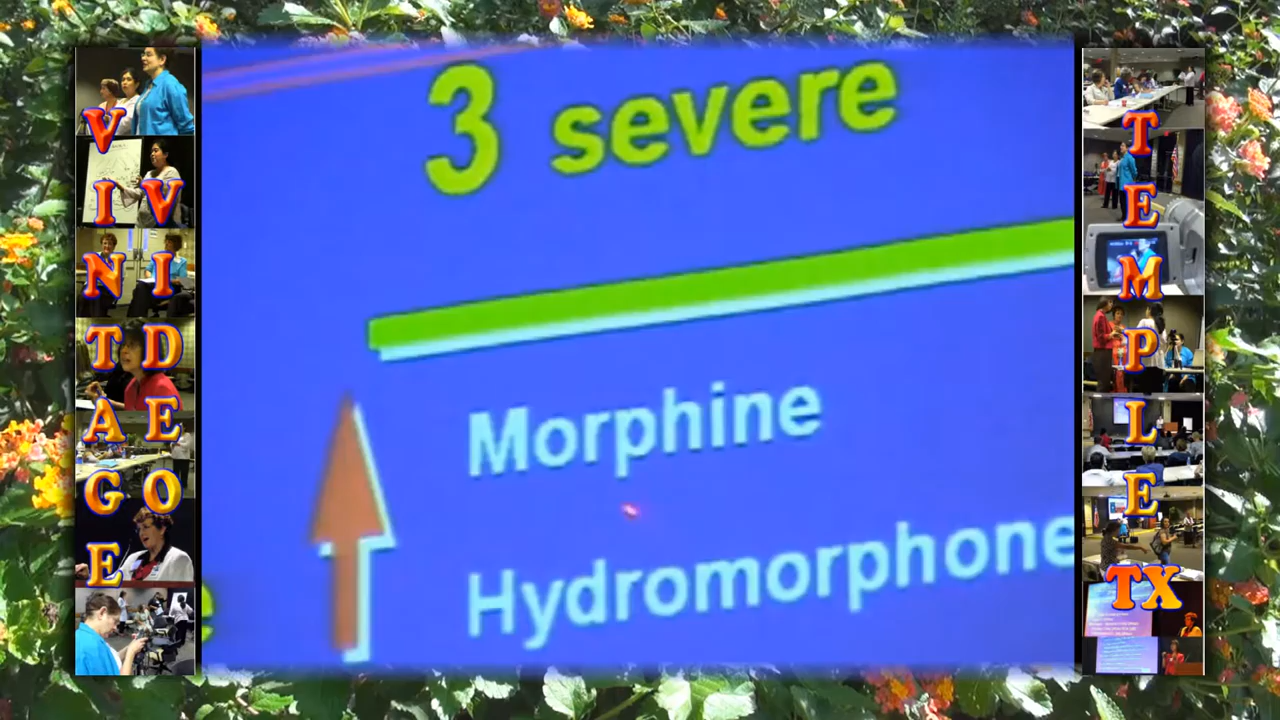 VINTAGE
VIDEO
3 severe
Morphine
Hydromorphone
TEMPLE
TX